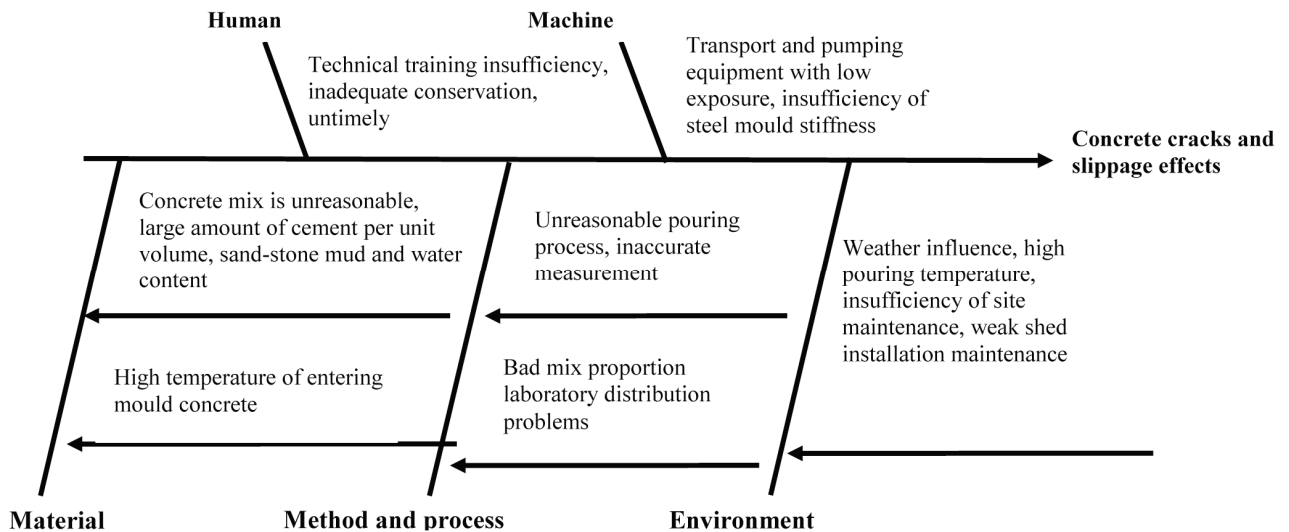 Human
Machine
Technical training insufficiency,
inadequate conservation,
untimely
Transport and pumping
equipment with low
exposure, insufficiency of
steel mould stiffness
Concrete cracks and
slippage effects
Concrete mix is unreasonable,
large amount of cement per unit
volume, sand-stone mud and water
content
Unreasonable pouring
process, inaccurate
measurement
Weather influence, high
pouring temperature,
insufficiency of site
maintenance, weak shed
installation maintenance
High temperature of entering
mould concrete
Bad mix proportion
laboratory distribution
problems
Material
Method and process
Environment